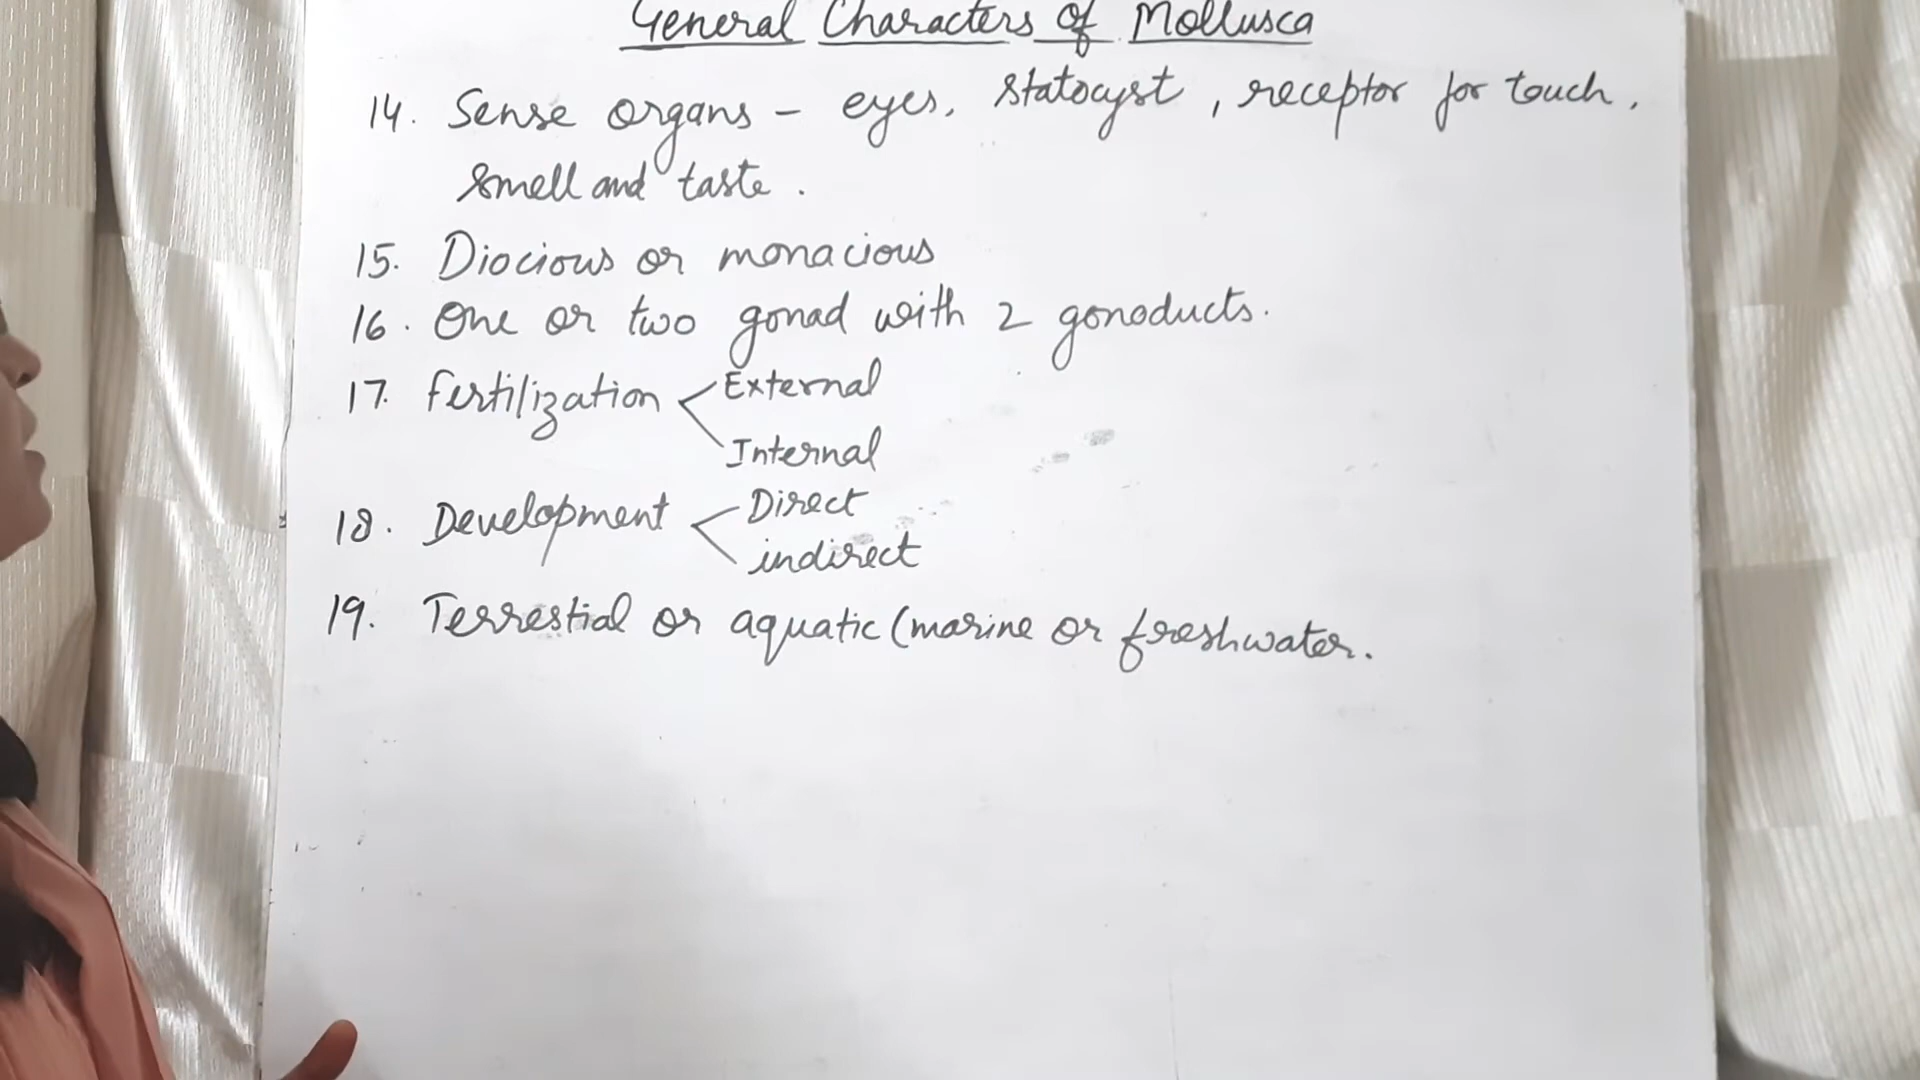 General Characters of Mollusca
14. Sense organs - eyes, statocyst, receptor for touch,
smell and taste.
15. Diocious or monacious
16. One or two gonad with 2 gonoducts.
17. fertilization < External
Internal
18. Development < Direct
indirect
19. Terrestial or aquatic (marine or freshwater.